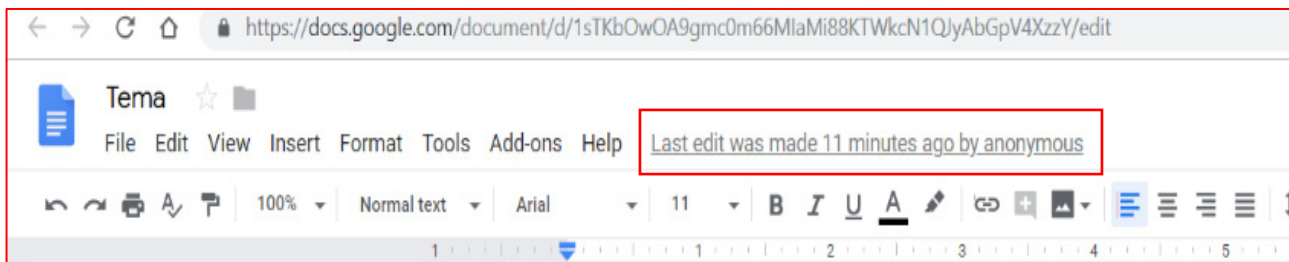 https://docs.google.com/document/d/1sTKbOwOA9gmc0m66MIaMi88KTWkcN1QJyAbGpV4XzzY/edit
Tema
File Edit View Insert Format Tools Add-ons Help Last edit was made 11 minutes ago by anonymous
100% Normal text Arial 11 B I U A
1 1 2 3 4 5